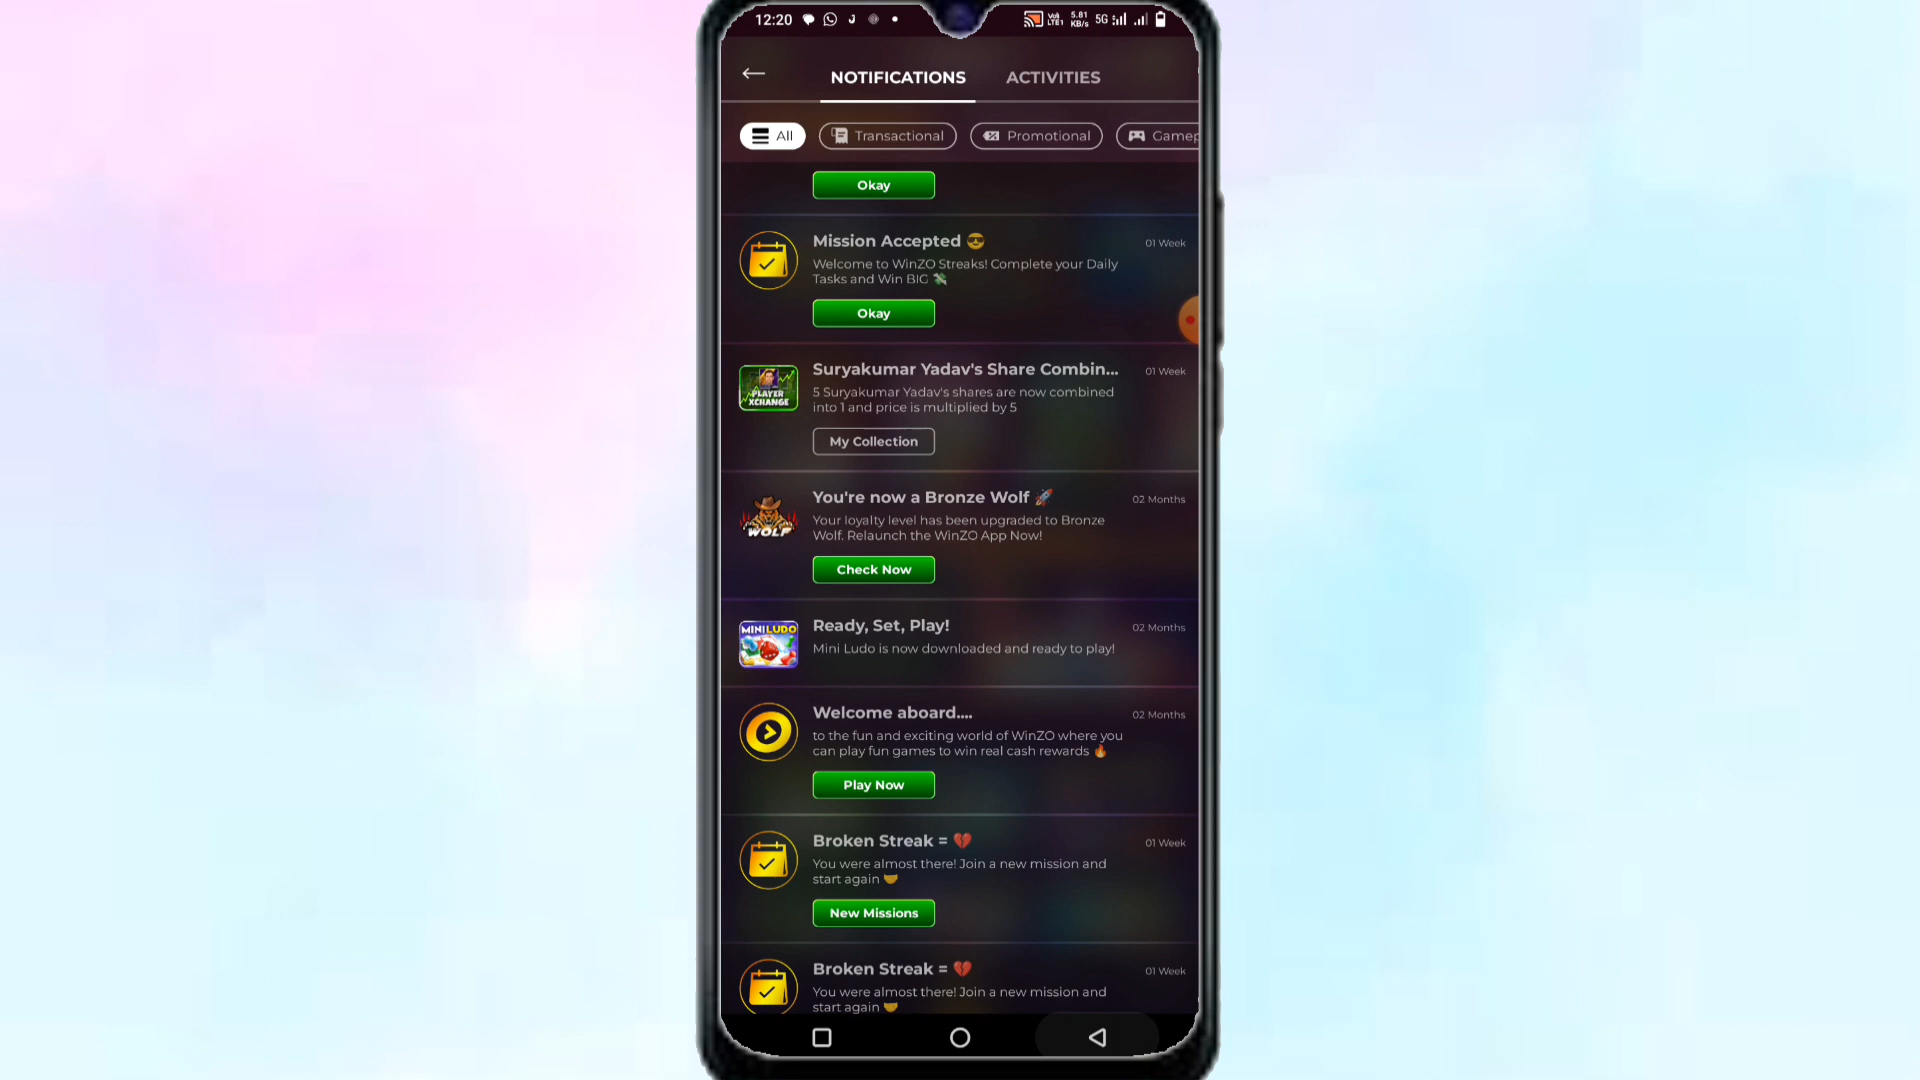 12:20
Vo)) LTE1 5.81 KB/s 5G
NOTIFICATIONS ACTIVITIES
All Transactional Promotional Gamep
Okay
Mission Accepted 😎 01 Week
Welcome to WinZO Streaks! Complete your Daily
Tasks and Win BIG 💸
Okay
Suryakumar Yadav's Share Combin... 01 Week
5 Suryakumar Yadav's shares are now combined
into 1 and price is multiplied by 5
PLAYER
XCHANGE
My Collection
You're now a Bronze Wolf 🚀 02 Months
Your loyalty level has been upgraded to Bronze
Wolf. Relaunch the WinZO App Now!
WOLF
Check Now
MINI LUDO
Ready, Set, Play! 02 Months
Mini Ludo is now downloaded and ready to play!
Welcome aboard.... 02 Months
to the fun and exciting world of WinZO where you
can play fun games to win real cash rewards 🔥
Play Now
Broken Streak = 💔 01 Week
You were almost there! Join a new mission and
start again 🤝
New Missions
Broken Streak = 💔 01 Week
You were almost there! Join a new mission and
start again 🤝